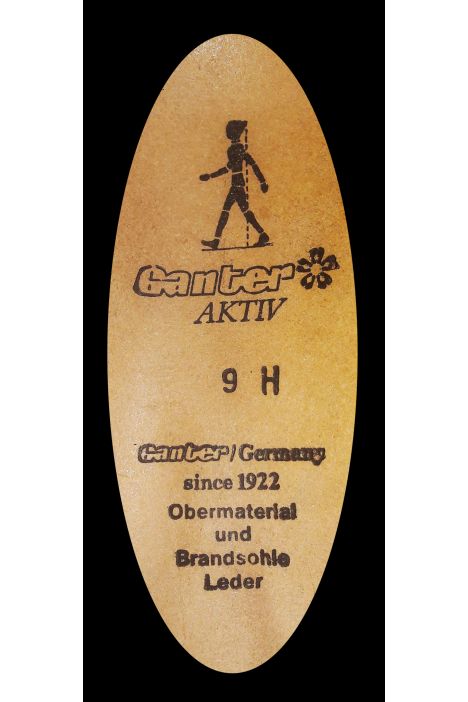 Ganter
AKTIV
9 H
Ganter/Germany
since 1922
Obermaterial
und
Brandsohle
Leder